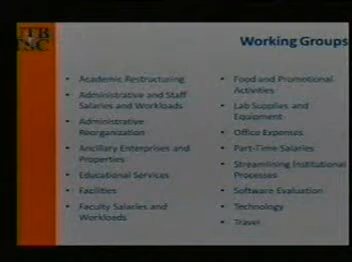 UTB
TSC
Working Groups
• Academic Restructuring
• Administrative and Staff
Salaries and Workloads
• Administrative
Reorganization
• Ancillary Enterprises and
Properties
• Educational Services
• Facilities
• Faculty Salaries and
Workloads
• Food and Promotional
Activities
• Lab Supplies and
Equipment
• Office Expenses
• Part-Time Salaries
• Streamlining Institutional
Processes
• Software Evaluation
• Technology
• Travel